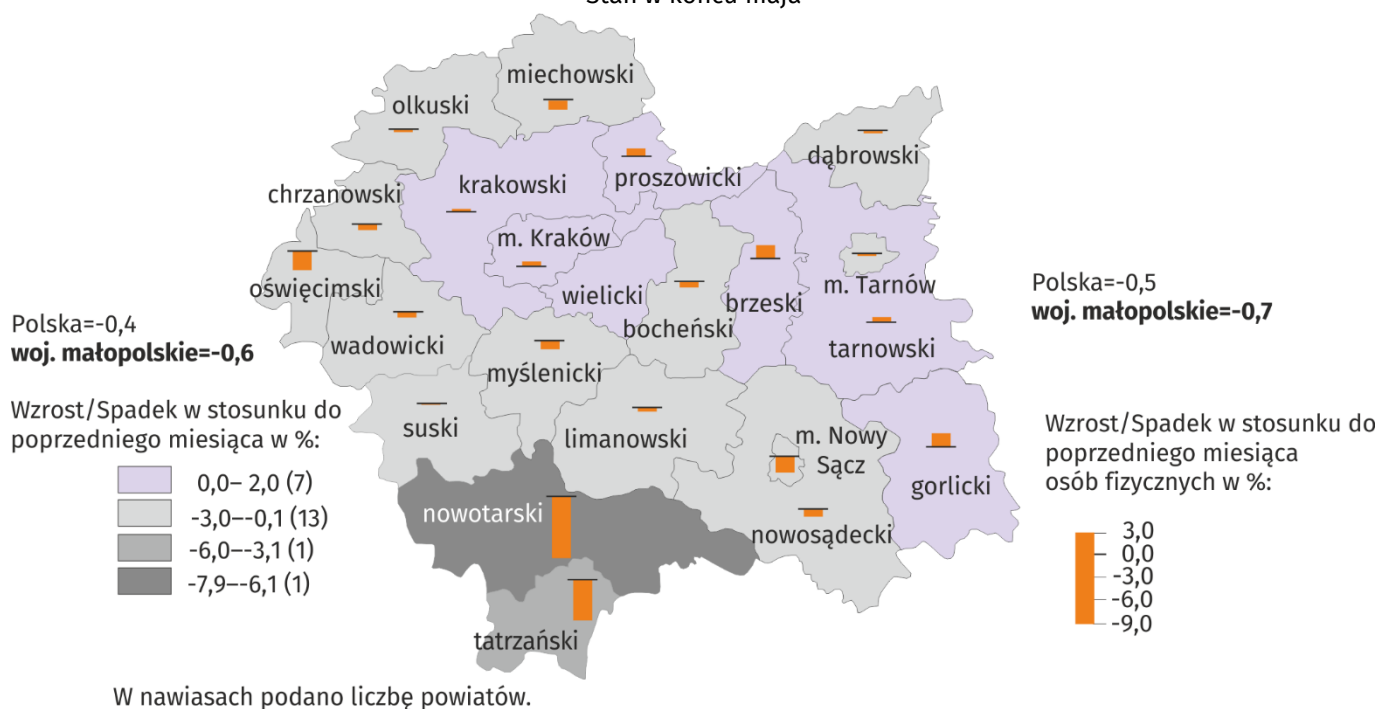 Stan w końcu maja
miechowski
olkuski
dąbrowski
proszowicki
krakowski
chrzanowski
m. Kraków
m. Tarnów
oświęcimski
wielicki
brzeski
bocheński
wadowicki
tarnowski
myślenicki
suski
limanowski
m. Nowy
Sącz
gorlicki
nowotarski
nowosądecki
tatrzański
Polska=-0,4
woj. małopolskie=-0,6
Wzrost/Spadek w stosunku do
poprzedniego miesiąca w %:
0,0– 2,0 (7)
-3,0–-0,1 (13)
-6,0–-3,1 (1)
-7,9–-6,1 (1)
Polska=-0,5
woj. małopolskie=-0,7
Wzrost/Spadek w stosunku do
poprzedniego miesiąca
osób fizycznych w %:
3,0
0,0
-3,0
-6,0
-9,0
W nawiasach podano liczbę powiatów.